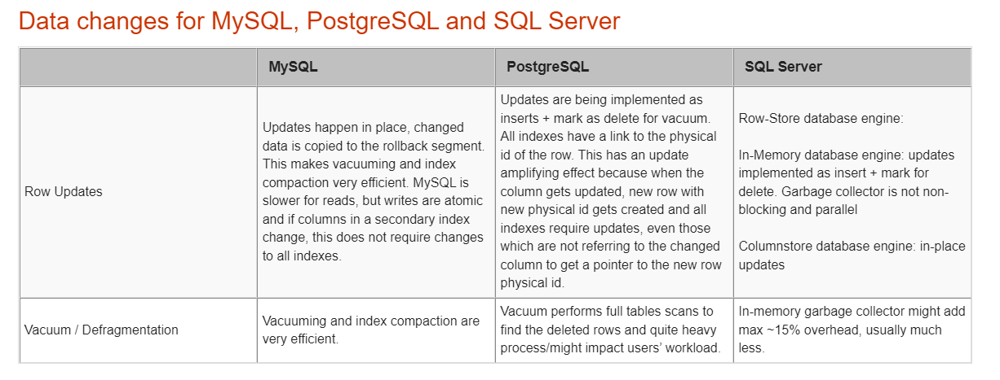 Data changes for MySQL, PostgreSQL and SQL Server
MySQL
PostgreSQL
SQL Server
Row Updates
Updates happen in place, changed
data is copied to the rollback segment.
This makes vacuuming and index
compaction very efficient. MySQL is
slower for reads, but writes are atomic
and if columns in a secondary index
change, this does not require changes
to all indexes.
Updates are being implemented as
inserts + mark as delete for vacuum.
All indexes have a link to the physical
id of the row. This has an update
amplifying effect because when the
column gets updated, new row with
new physical id gets created and all
indexes require updates, even those
which are not referring to the changed
column to get a pointer to the new row
physical id.
Row-Store database engine:
In-Memory database engine: updates
implemented as insert + mark for
delete. Garbage collector is not non-
blocking and parallel
Columnstore database engine: in-place
updates
Vacuum / Defragmentation
Vacuuming and index compaction are
very efficient.
Vacuum performs full tables scans to
find the deleted rows and quite heavy
process/might impact users’ workload.
In-memory garbage collector might add
max ~15% overhead, usually much
less.